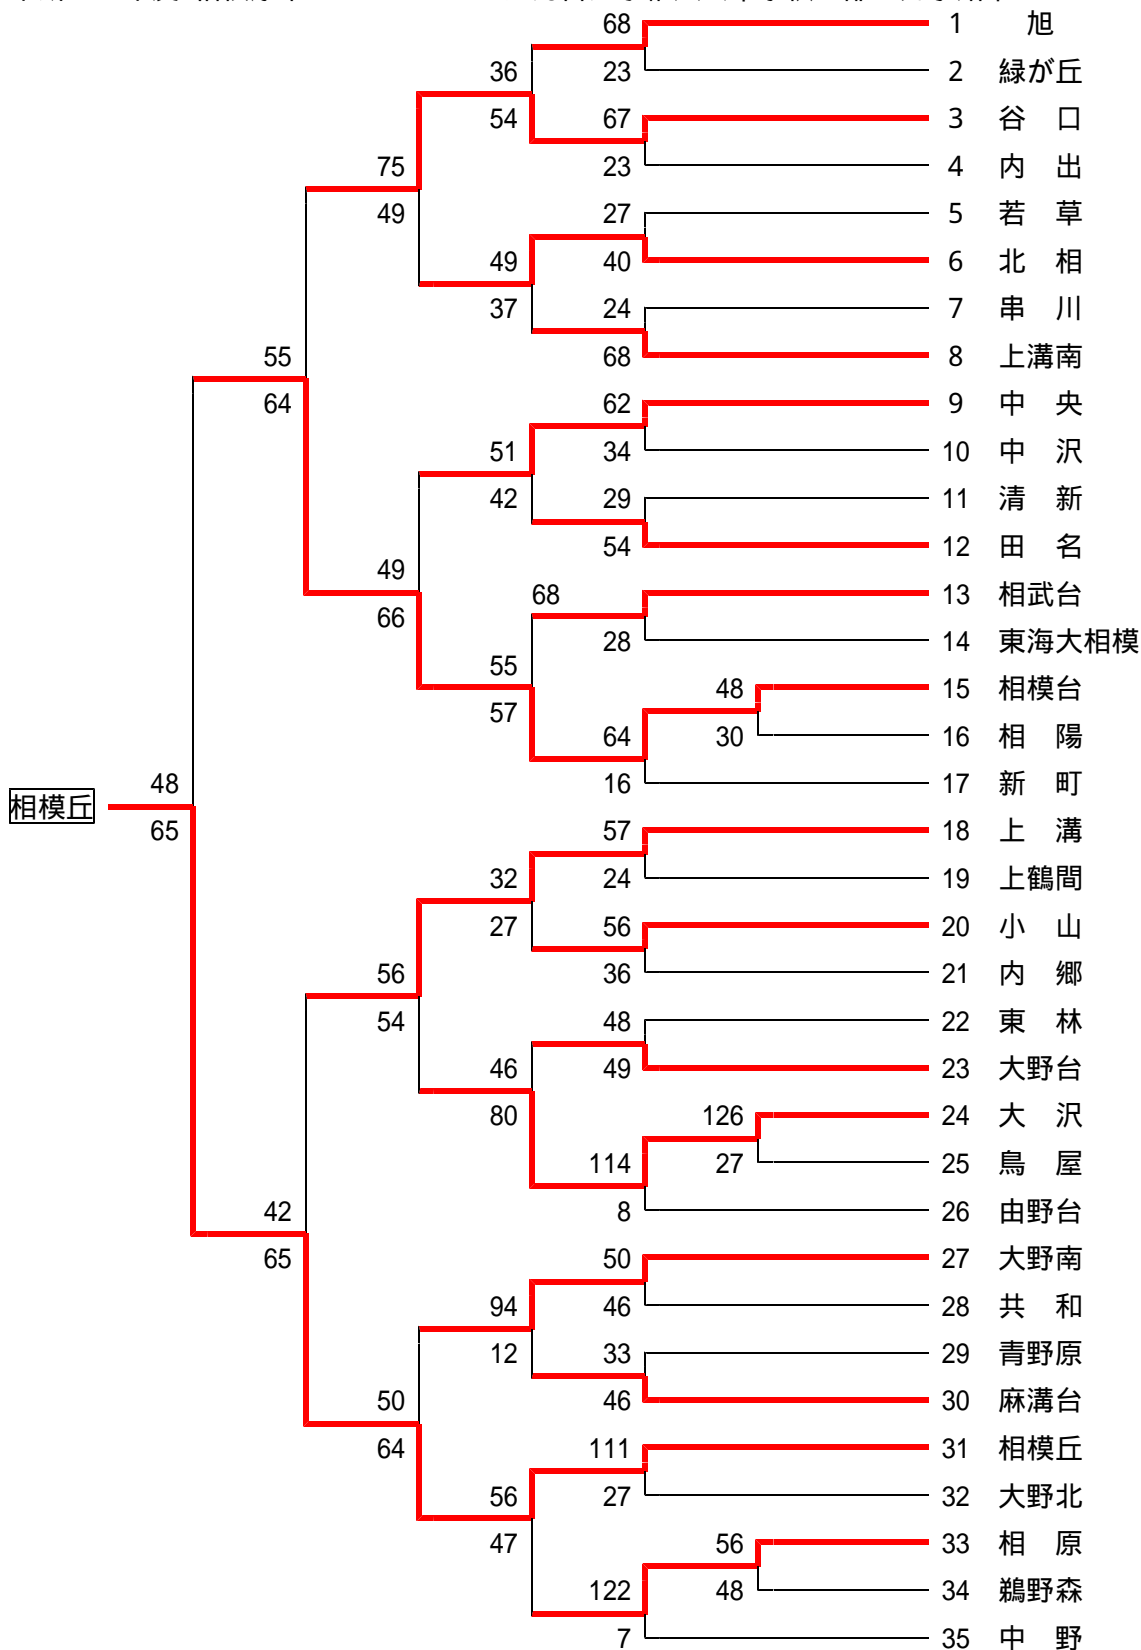 68 1 旭
36 23 2 緑が丘
54 67 3 谷 口
75 23 4 内 出
49 27 5 若 草
49 40 6 北 相
37 24 7 串 川
55 68 8 上溝南
64 62 9 中 央
51 34 10 中 沢
42 29 11 清 新
54 12 田 名
49 68 13 相武台
66 28 14 東海大相模
55 48 15 相模台
57 64 30 16 相 陽
48 16 17 新 町
相模丘
65 57 18 上 溝
32 24 19 上鶴間
27 56 20 小 山
56 36 21 内 郷
54 48 22 東 林
46 49 23 大野台
80 126 24 大 沢
114 27 25 鳥 屋
42 8 26 由野台
65 50 27 大野南
94 46 28 共 和
12 33 29 青野原
50 46 30 麻溝台
64 111 31 相模丘
56 27 32 大野北
47 56 33 相 原
122 48 34 鵜野森
7 35 中 野